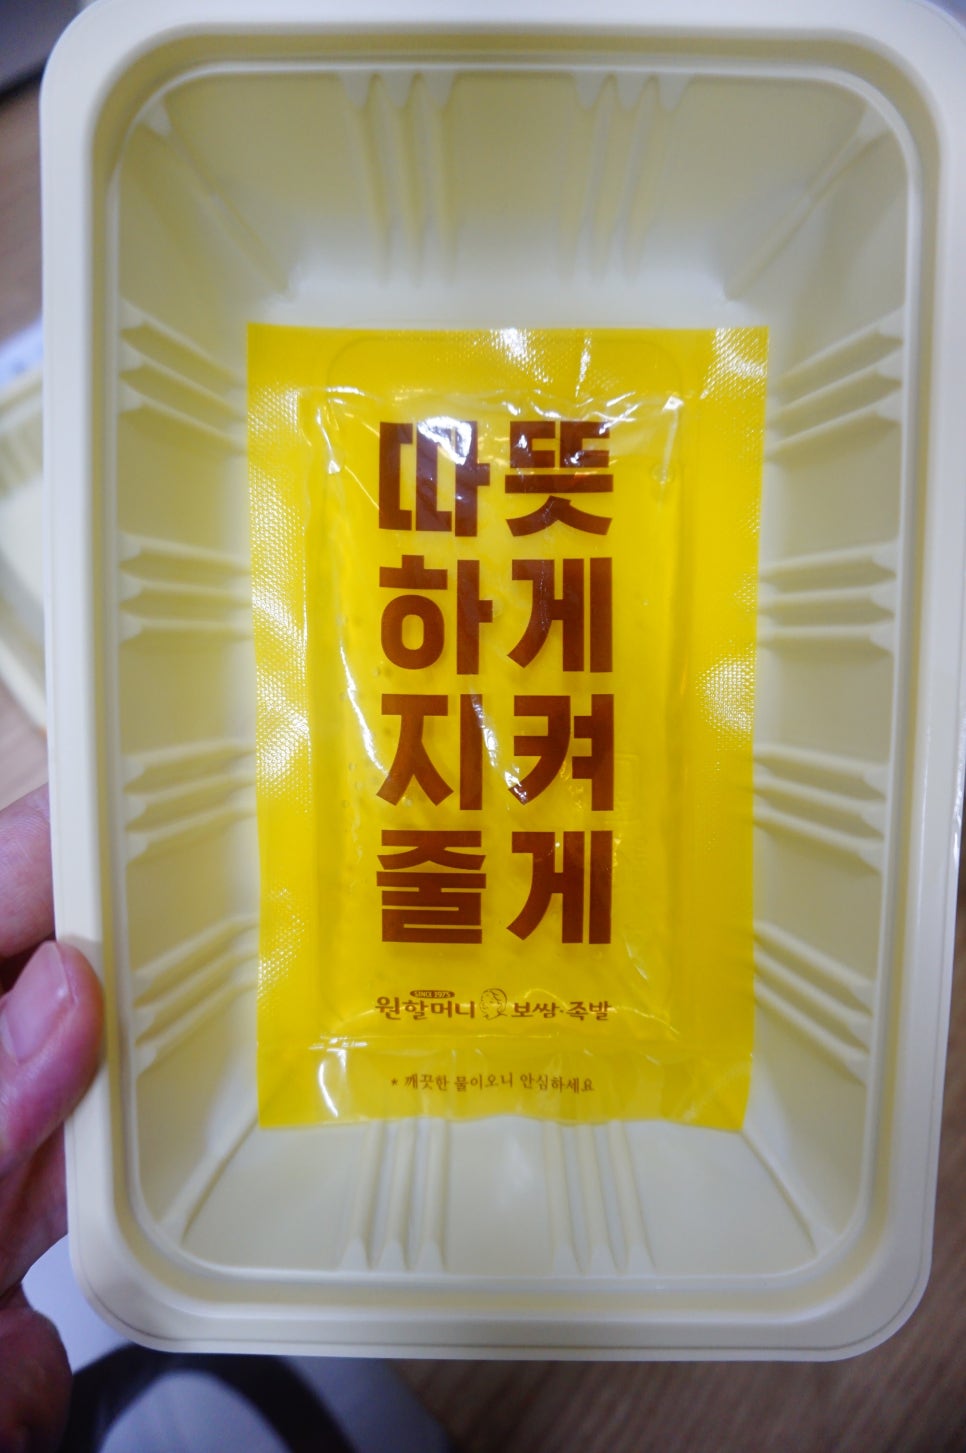 따뜻
하게
지켜
줄게
SINCE 1975
원할머니 보쌈·족발
* 깨끗한 물이오니 안심하세요